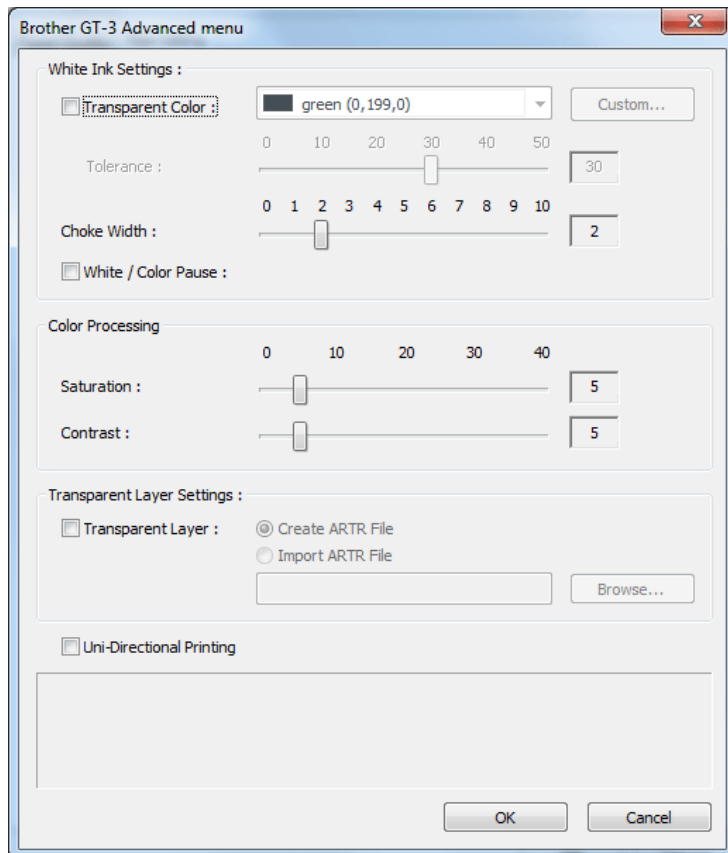 Brother GT-3 Advanced menu
White Ink Settings :
Transparent Color : green (0,199,0) Custom...
0 10 20 30 40 50
Tolerance : 30
0 1 2 3 4 5 6 7 8 9 10
Choke Width : 2
White / Color Pause :
Color Processing
0 10 20 30 40
Saturation : 5
Contrast : 5
Transparent Layer Settings :
Transparent Layer : Create ARTR File
Import ARTR File
Browse...
Uni-Directional Printing
OK Cancel